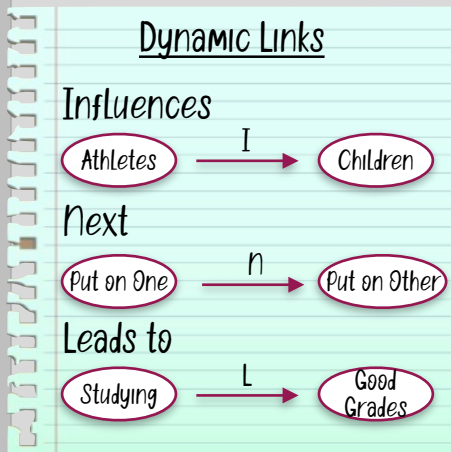 Dynamic Links
Influences
Athletes I Children
Next
Put on One n Put on Other
Leads to
Studying L Good
Grades